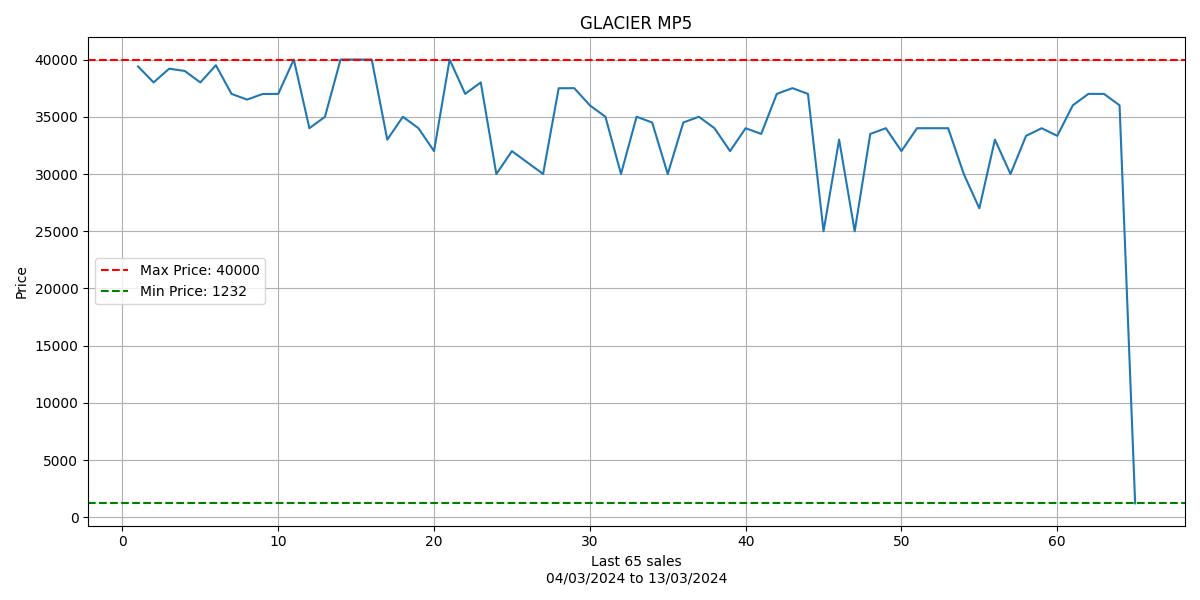 GLACIER MP5
40000
35000
30000
25000
20000
15000
10000
5000
0
Price
Max Price: 40000
Min Price: 1232
0 10 20 30 40 50 60
Last 65 sales
04/03/2024 to 13/03/2024